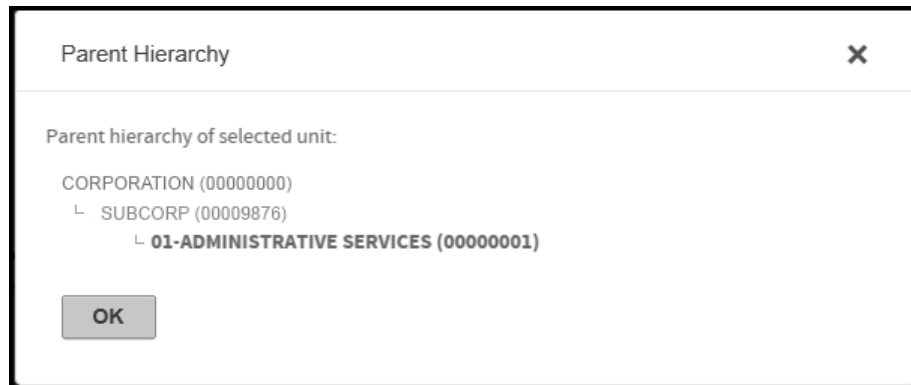 Parent Hierarchy
Parent hierarchy of selected unit:
CORPORATION (00000000)
SUBCORP (00009876)
01-ADMINISTRATIVE SERVICES (00000001)
OK